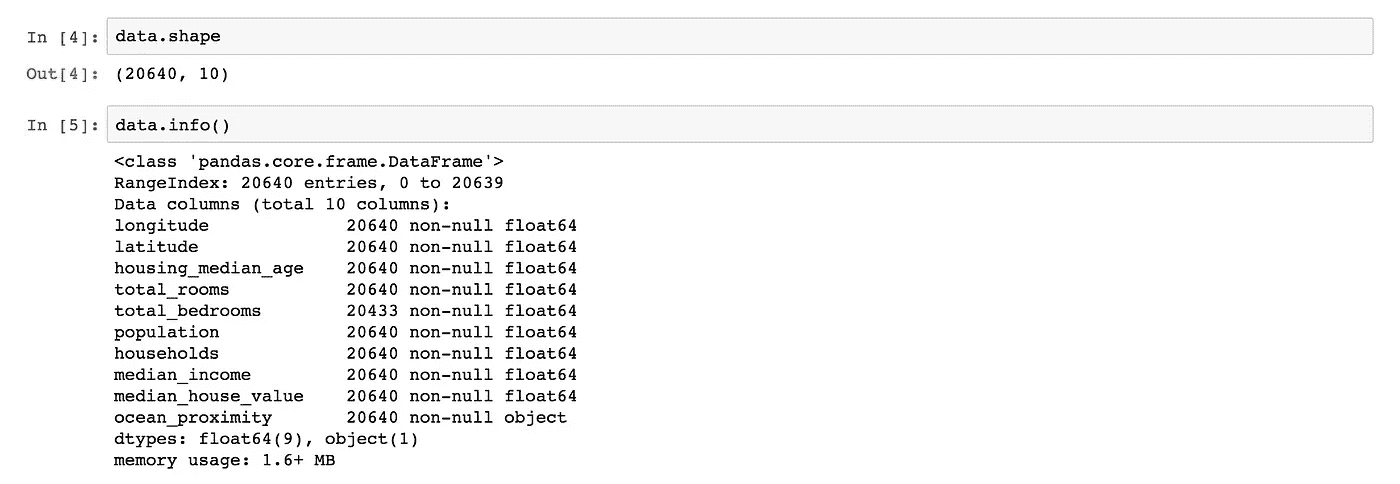 In [4]: data.shape
Out[4]: (20640, 10)
In [5]: data.info()
<class 'pandas.core.frame.DataFrame'>
RangeIndex: 20640 entries, 0 to 20639
Data columns (total 10 columns):
longitude             20640 non-null float64
latitude              20640 non-null float64
housing_median_age    20640 non-null float64
total_rooms           20640 non-null float64
total_bedrooms        20433 non-null float64
population            20640 non-null float64
households            20640 non-null float64
median_income         20640 non-null float64
median_house_value    20640 non-null float64
ocean_proximity       20640 non-null object
dtypes: float64(9), object(1)
memory usage: 1.6+ MB